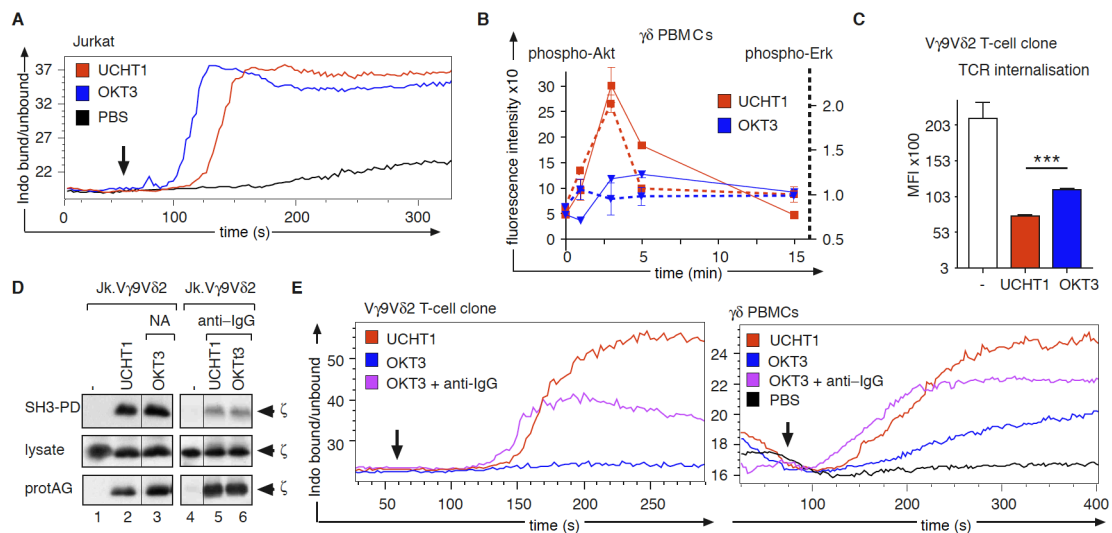 A
Jurkat
UCHT1
OKT3
PBS
Indo bound/unbound
37
32
27
22
0
100
200
300
time (s)
B
γδ PBMCs
phospho-Akt
phospho-Erk
UCHT1
OKT3
fluorescence intensity x10
30
25
20
15
10
5
0
2.0
1.5
1.0
0.5
0
5
10
15
time (min)
C
Vγ9Vδ2 T-cell clone
TCR internalisation
MFI x100
203
153
103
53
3
***
-
UCHT1
OKT3
D
Jk.Vγ9Vδ2
Jk.Vγ9Vδ2
NA
anti–IgG
-
UCHT1
OKT3
-
UCHT1
OKTt3
SH3-PD
ζ
ζ
lysate
ζ
ζ
protAG
ζ
ζ
1
2
3
4
5
6
E
Vγ9Vδ2 T-cell clone
UCHT1
OKT3
OKT3 + anti-IgG
Indo bound/unbound
50
40
30
50
100
150
200
250
time (s)
γδ PBMCs
UCHT1
OKT3
OKT3 + anti–IgG
PBS
24
22
20
18
16
100
200
300
400
time (s)